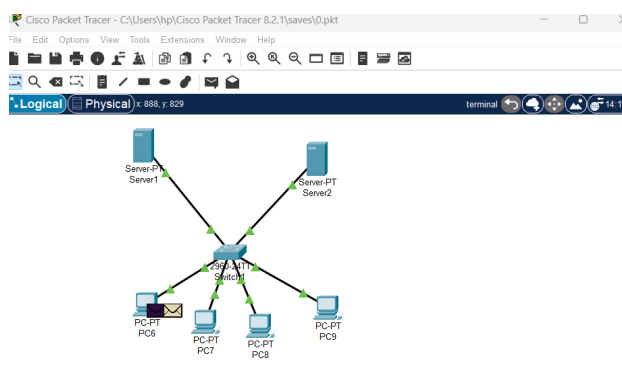 Cisco Packet Tracer - C:\Users\hp\Cisco Packet Tracer 8.2.1\saves\0.pkt
File Edit Options View Tools Extensions Window Help
Logical Physical x: 888, y: 829 terminal
Server-PT
Server1
Server-PT
Server2
Switch1
PC-PT
PC6
PC-PT
PC7
PC-PT
PC8
PC-PT
PC9